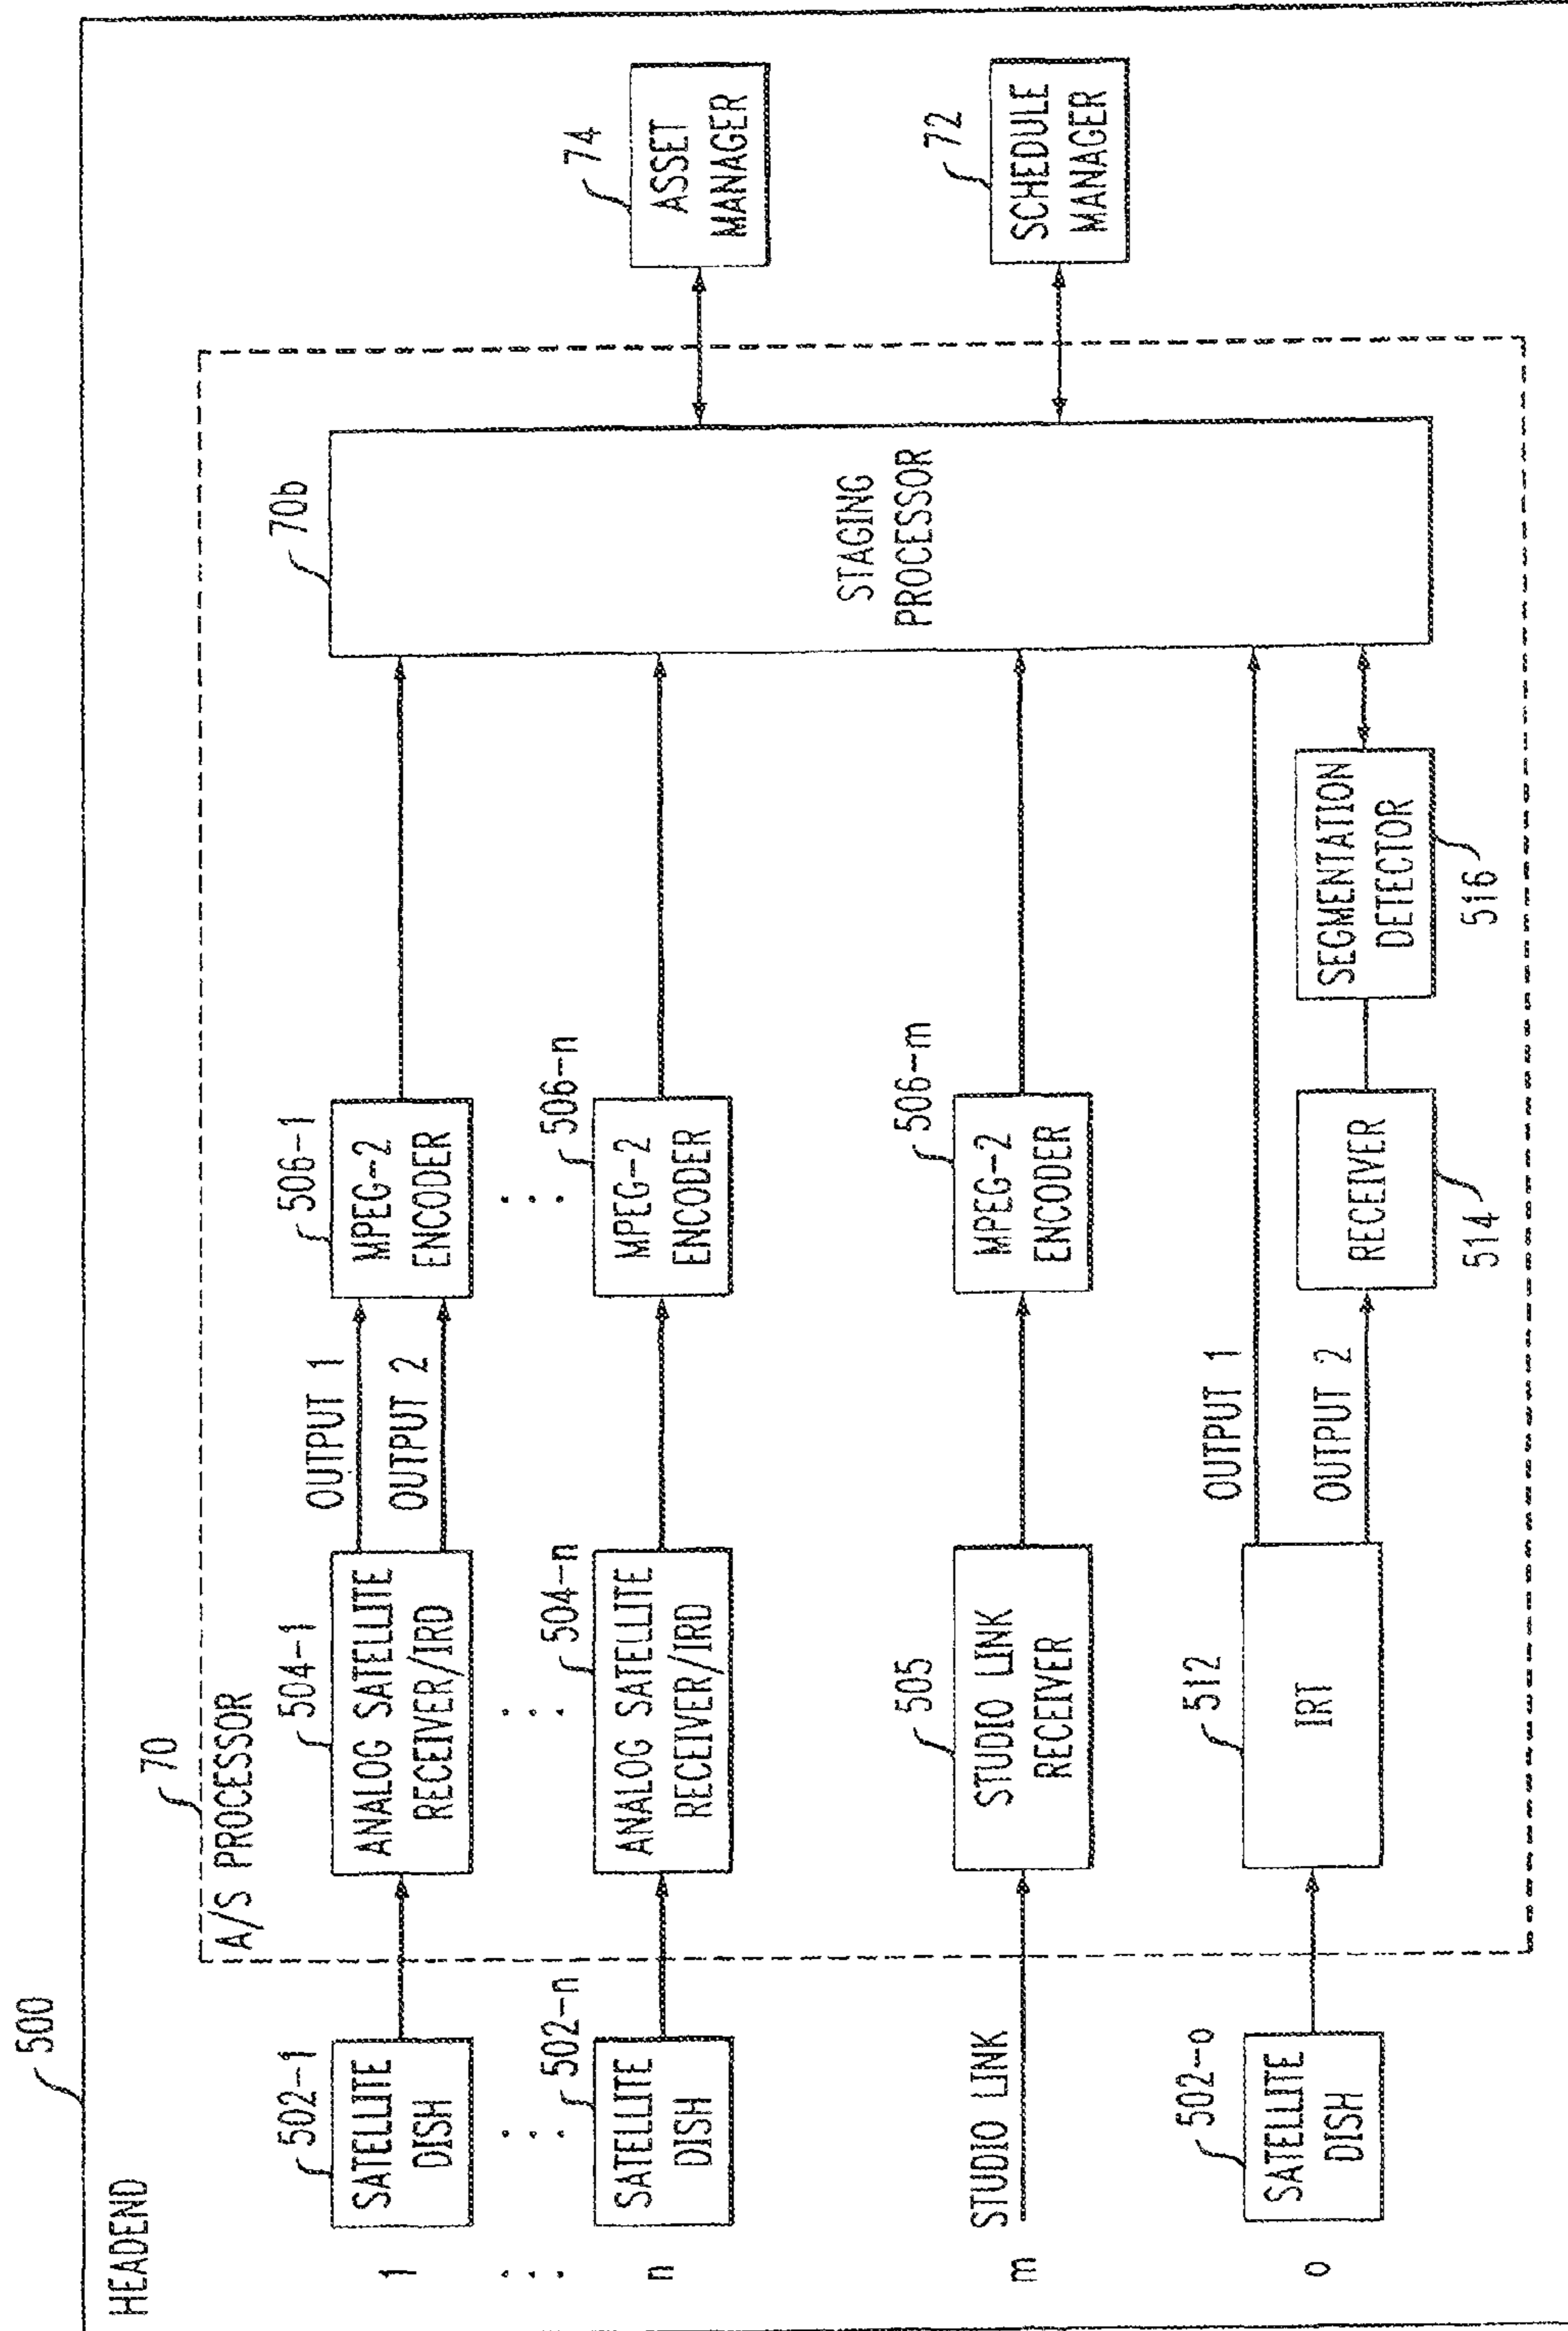 HEADEND
500
70
A/S PROCESSOR
1
502-1
SATELLITE
DISH
504-1
ANALOG SATELLITE
RECEIVER/IRD
OUTPUT 1
OUTPUT 2
506-1
MPEG-2
ENCODER
n
502-n
SATELLITE
DISH
504-n
ANALOG SATELLITE
RECEIVER/IRD
506-n
MPEG-2
ENCODER
m
STUDIO LINK
505
STUDIO LINK
RECEIVER
506-m
MPEG-2
ENCODER
o
502-o
SATELLITE
DISH
512
IRT
OUTPUT 1
OUTPUT 2
RECEIVER
514
SEGMENTATION
DETECTOR
516
70b
STAGING
PROCESSOR
74
ASSET
MANAGER
72
SCHEDULE
MANAGER